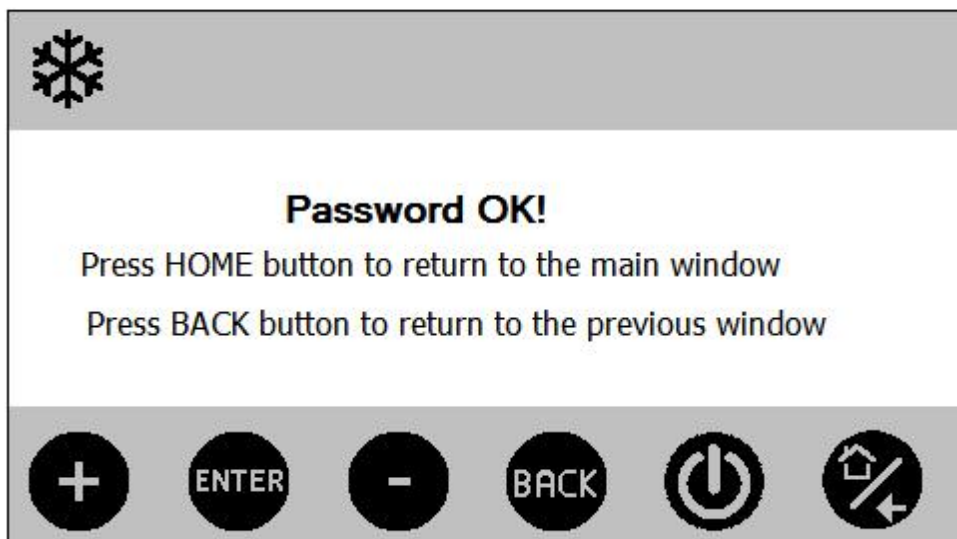 Password OK!
Press HOME button to return to the main window
Press BACK button to return to the previous window
+ ENTER - BACK